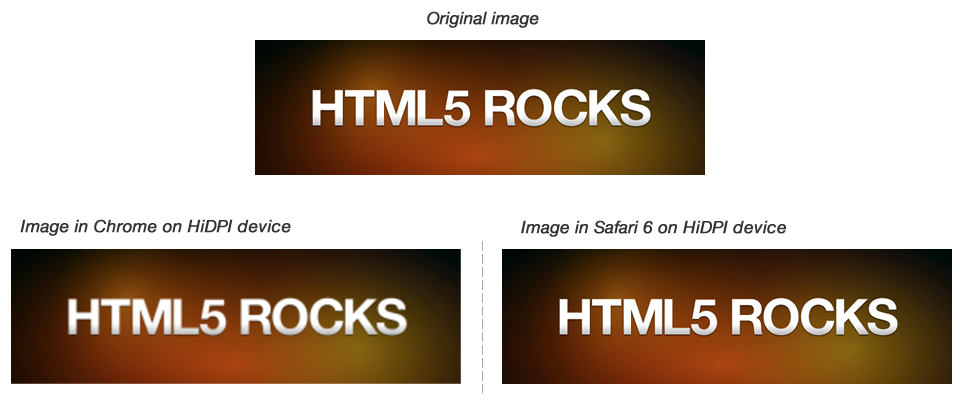 Original image
HTML5 ROCKS
Image in Chrome on HiDPI device
Image in Safari 6 on HiDPI device
HTML5 ROCKS
HTML5 ROCKS